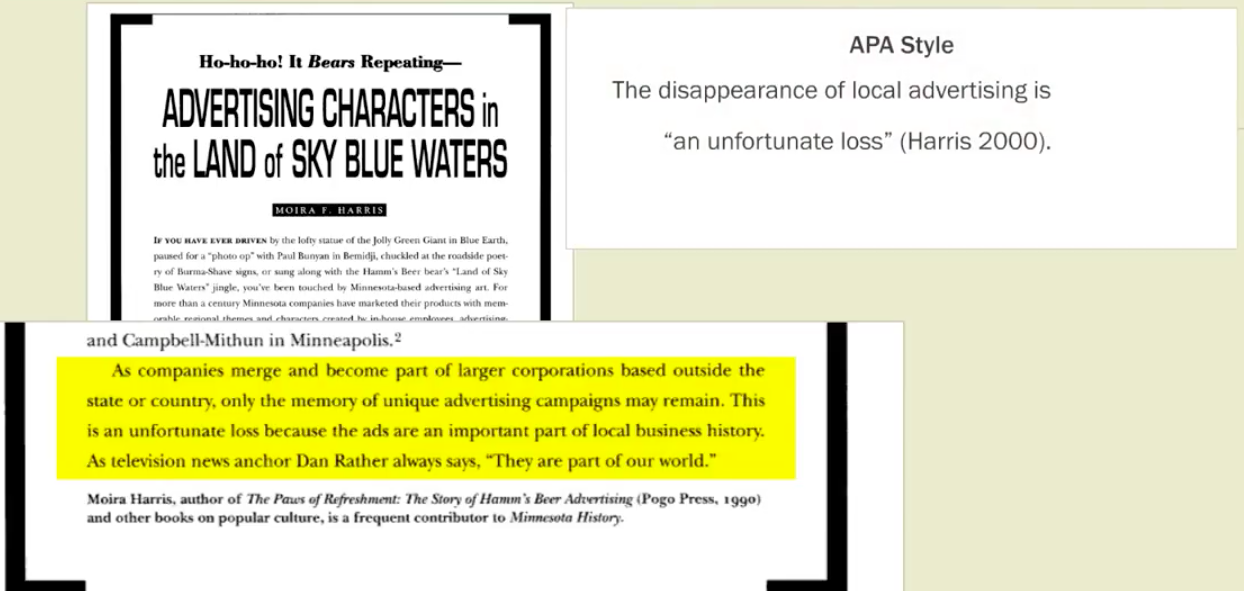 Ho-ho-ho! It Bears Repeating—
ADVERTISING CHARACTERS in
the LAND of SKY BLUE WATERS
MOIRA F. HARRIS
IF YOU HAVE EVER DRIVEN by the lofty statue of the Jolly Green Giant in Blue Earth,
paused for a “photo op” with Paul Bunyan in Bemidji, chuckled at the roadside poet-
ry of Burma-Shave signs, or sung along with the Hamm’s Beer bear’s “Land of Sky
Blue Waters” jingle, you’ve been touched by Minnesota-based advertising art. For
more than a century Minnesota companies have marketed their products with mem-
orable regional themes and characters created by in-house employees, advertising-
APA Style
The disappearance of local advertising is
“an unfortunate loss” (Harris 2000).
and Campbell-Mithun in Minneapolis.2
As companies merge and become part of larger corporations based outside the
state or country, only the memory of unique advertising campaigns may remain. This
is an unfortunate loss because the ads are an important part of local business history.
As television news anchor Dan Rather always says, “They are part of our world.”
Moira Harris, author of The Paws of Refreshment: The Story of Hamm’s Beer Advertising (Pogo Press, 1990)
and other books on popular culture, is a frequent contributor to Minnesota History.